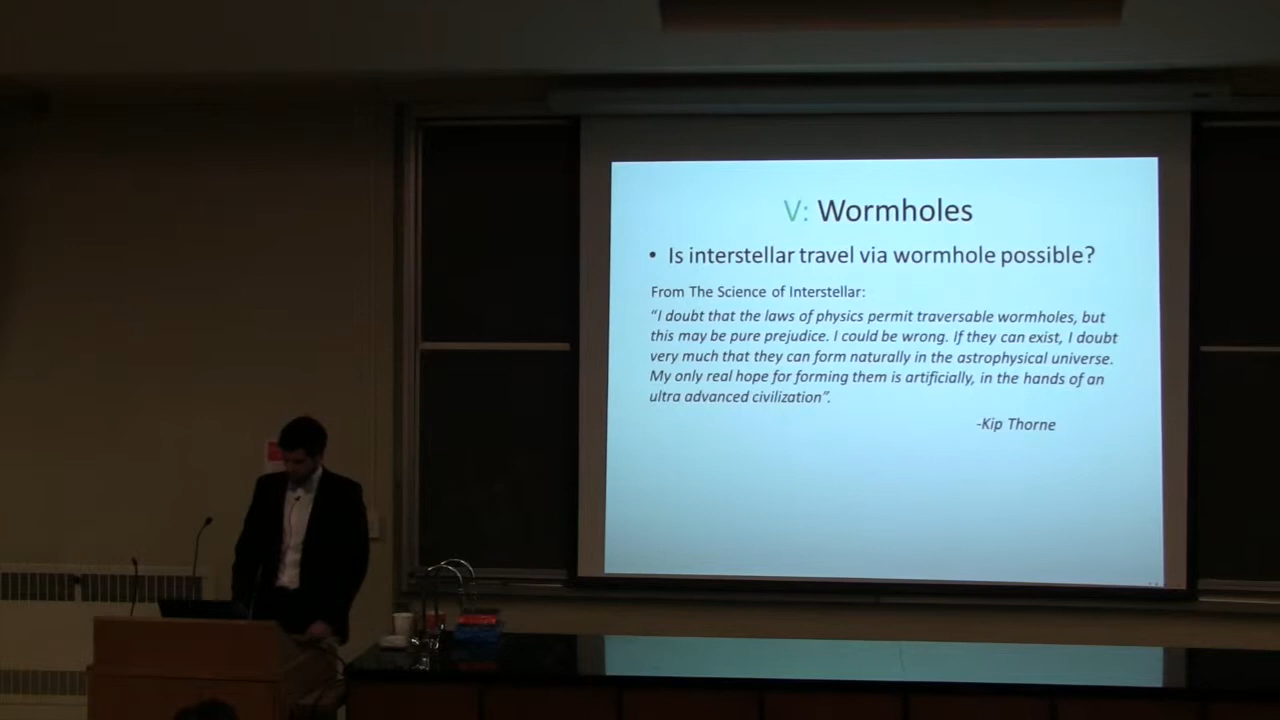 V: Wormholes
• Is interstellar travel via wormhole possible?
From The Science of Interstellar:
“I doubt that the laws of physics permit traversable wormholes, but
this may be pure prejudice. I could be wrong. If they can exist, I doubt
very much that they can form naturally in the astrophysical universe.
My only real hope for forming them is artificially, in the hands of an
ultra advanced civilization”.
-Kip Thorne